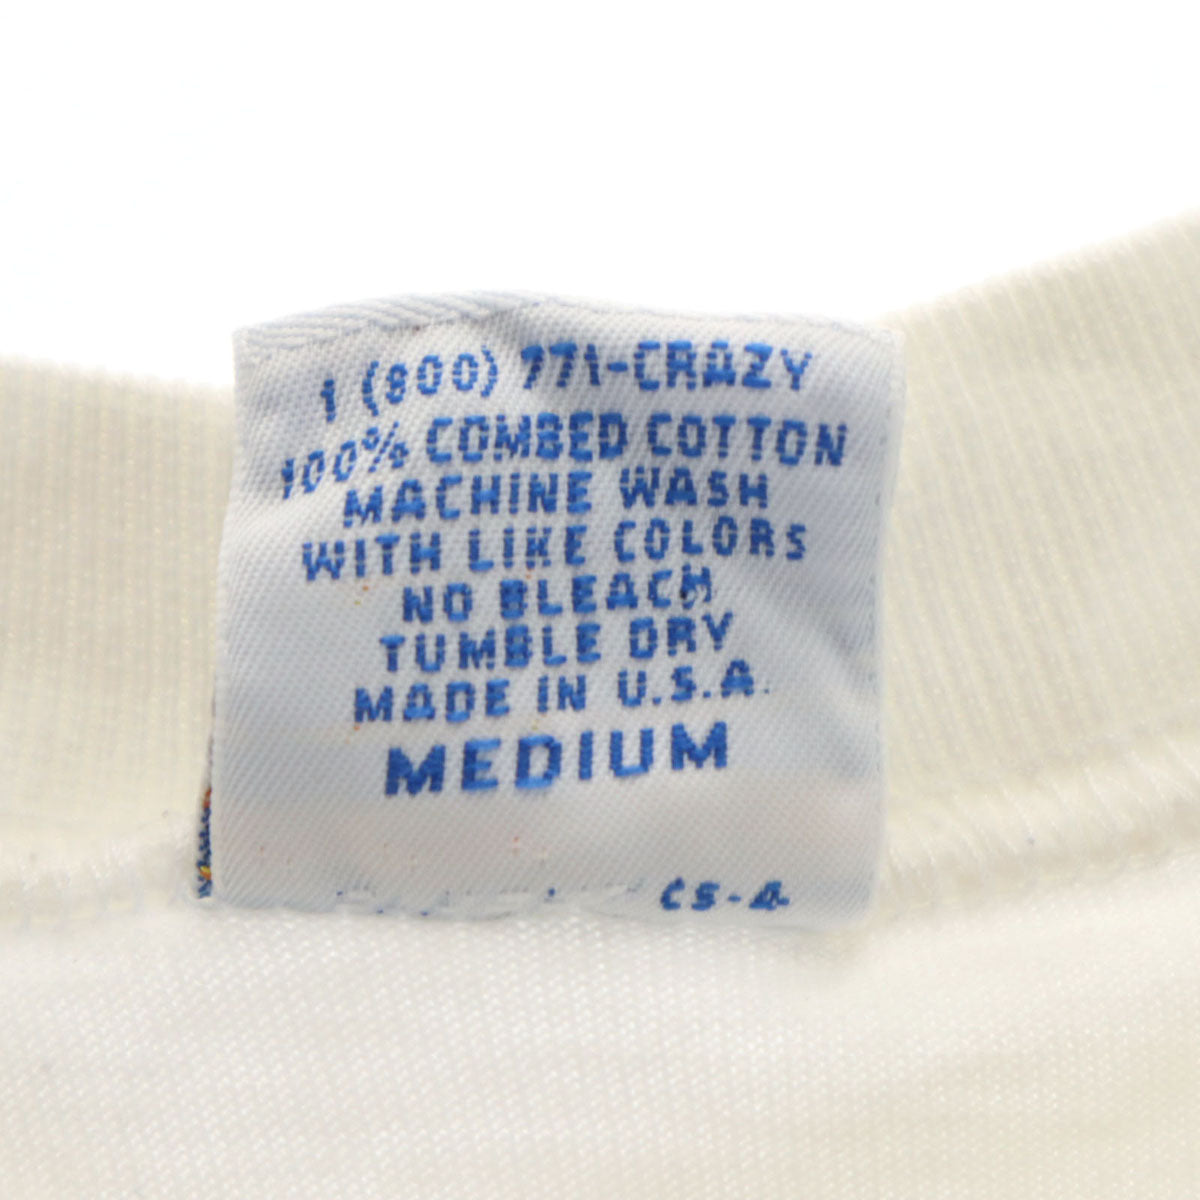 1 (800) 771-CRAZY
100% COMBED COTTON
MACHINE WASH
WITH LIKE COLORS
NO BLEACH
TUMBLE DRY
MADE IN U.S.A.
MEDIUM
CS-4